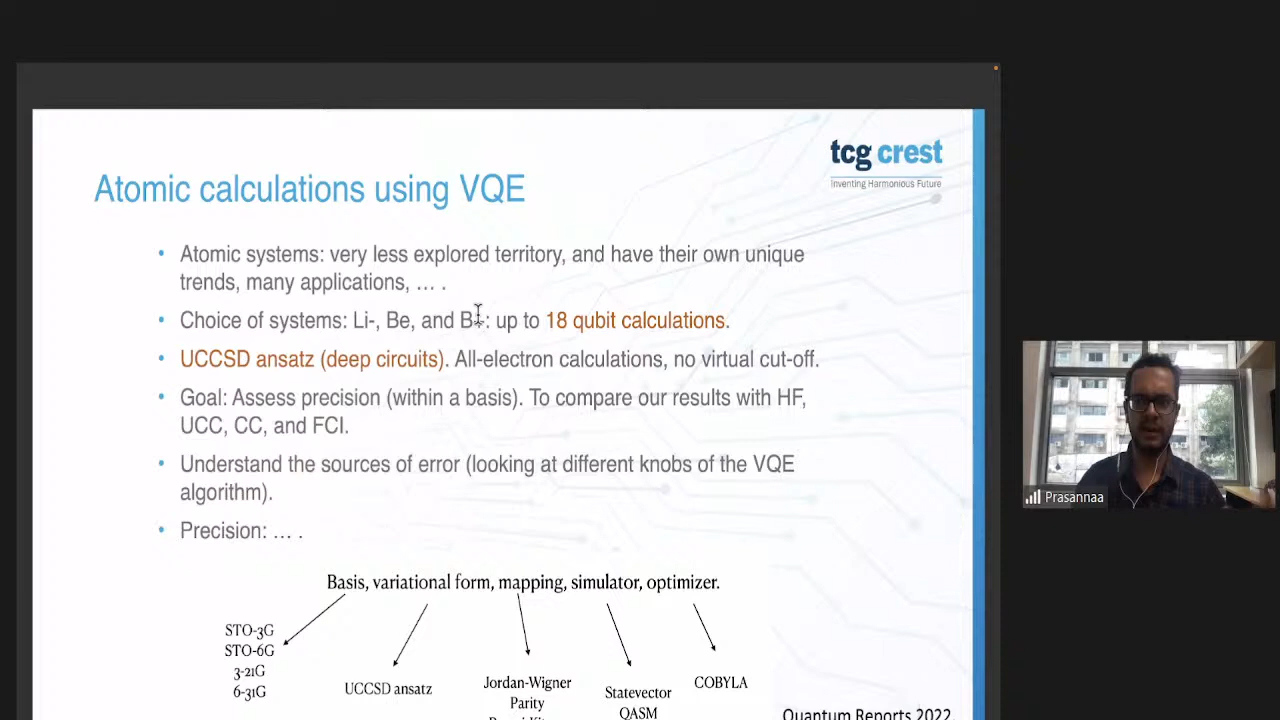 tcg crest
Inventing Harmonious Future
Atomic calculations using VQE
• Atomic systems: very less explored territory, and have their own unique
trends, many applications, … .
• Choice of systems: Li-, Be, and B+: up to 18 qubit calculations.
• UCCSD ansatz (deep circuits). All-electron calculations, no virtual cut-off.
• Goal: Assess precision (within a basis). To compare our results with HF,
UCC, CC, and FCI.
• Understand the sources of error (looking at different knobs of the VQE
algorithm).
• Precision: … .
Basis, variational form, mapping, simulator, optimizer.
STO-3G
STO-6G
3-21G
6-31G
UCCSD ansatz
Jordan-Wigner
Parity
Statevector
QASM
COBYLA
Quantum Reports 2022,
Prasannaa